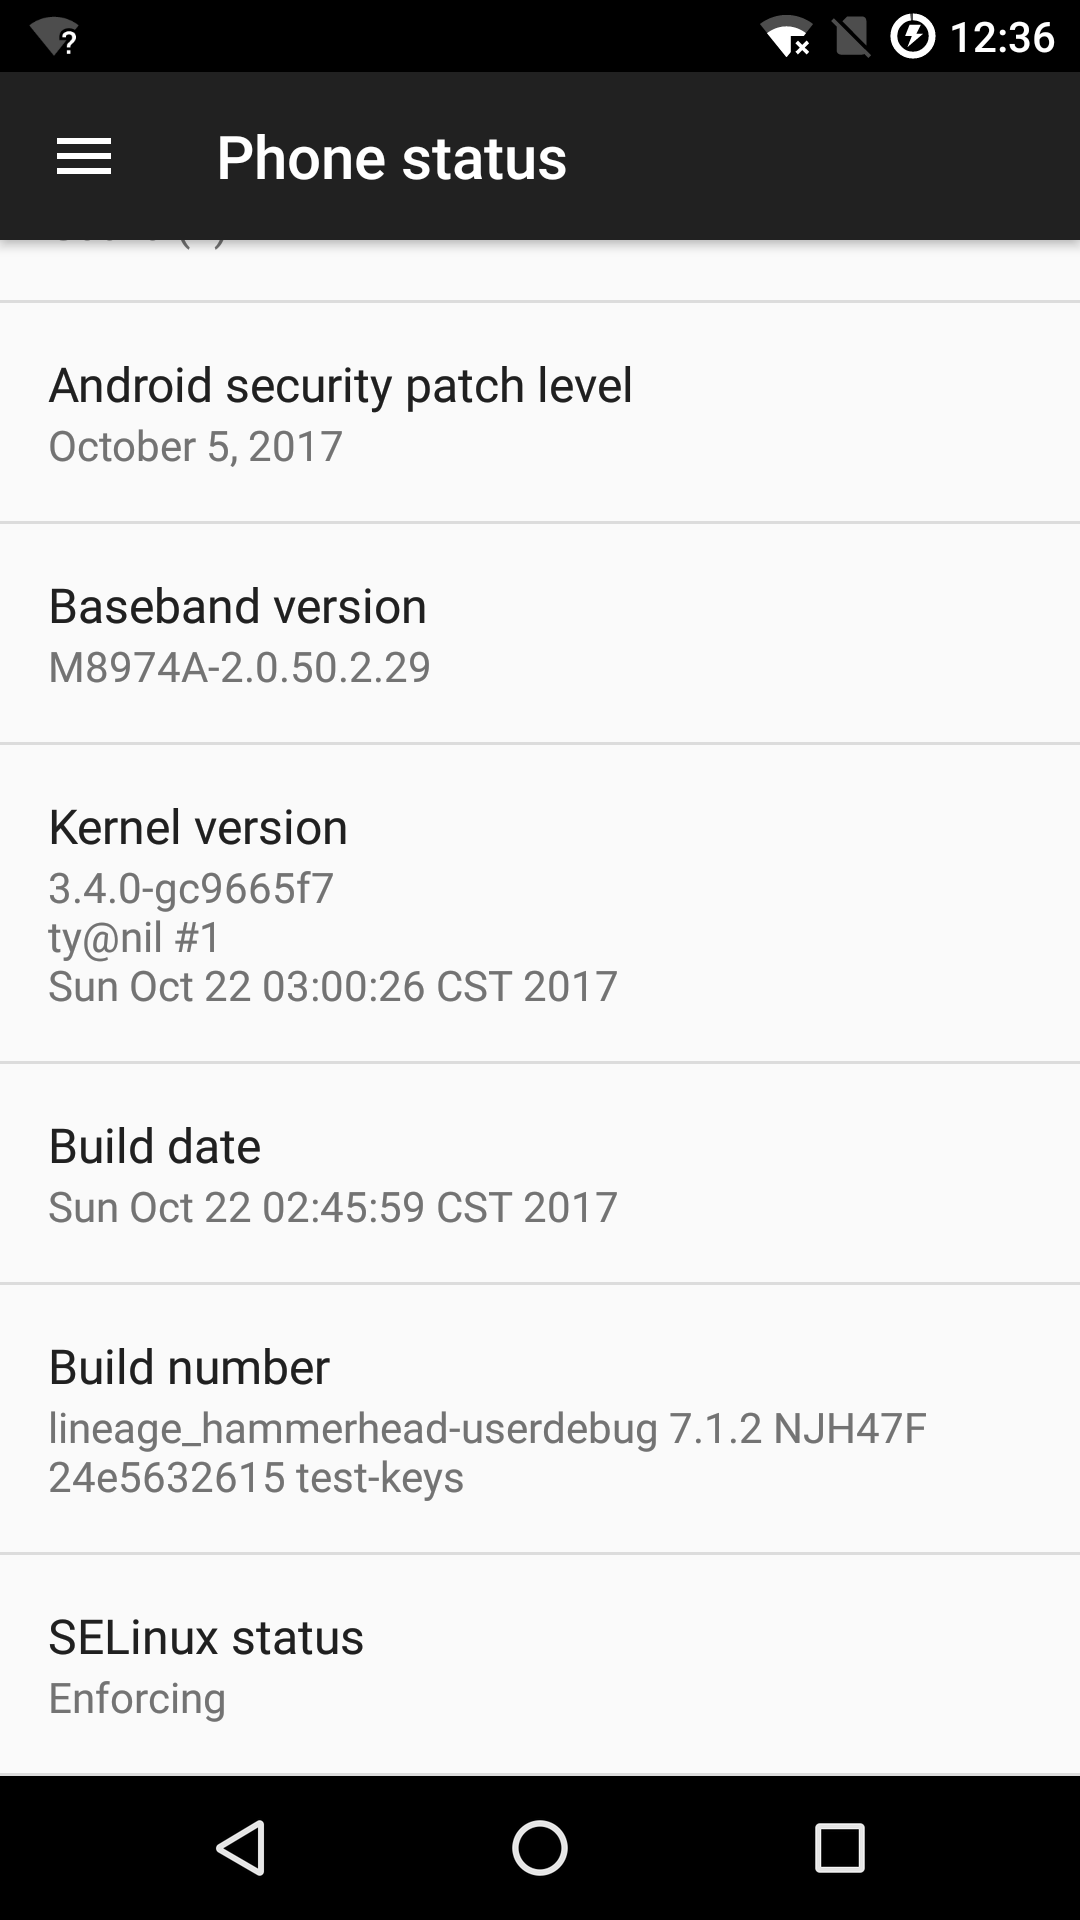 12:36
Phone status
Android security patch level
October 5, 2017
Baseband version
M8974A-2.0.50.2.29
Kernel version
3.4.0-gc9665f7
ty@nil #1
Sun Oct 22 03:00:26 CST 2017
Build date
Sun Oct 22 02:45:59 CST 2017
Build number
lineage_hammerhead-userdebug 7.1.2 NJH47F
24e5632615 test-keys
SELinux status
Enforcing